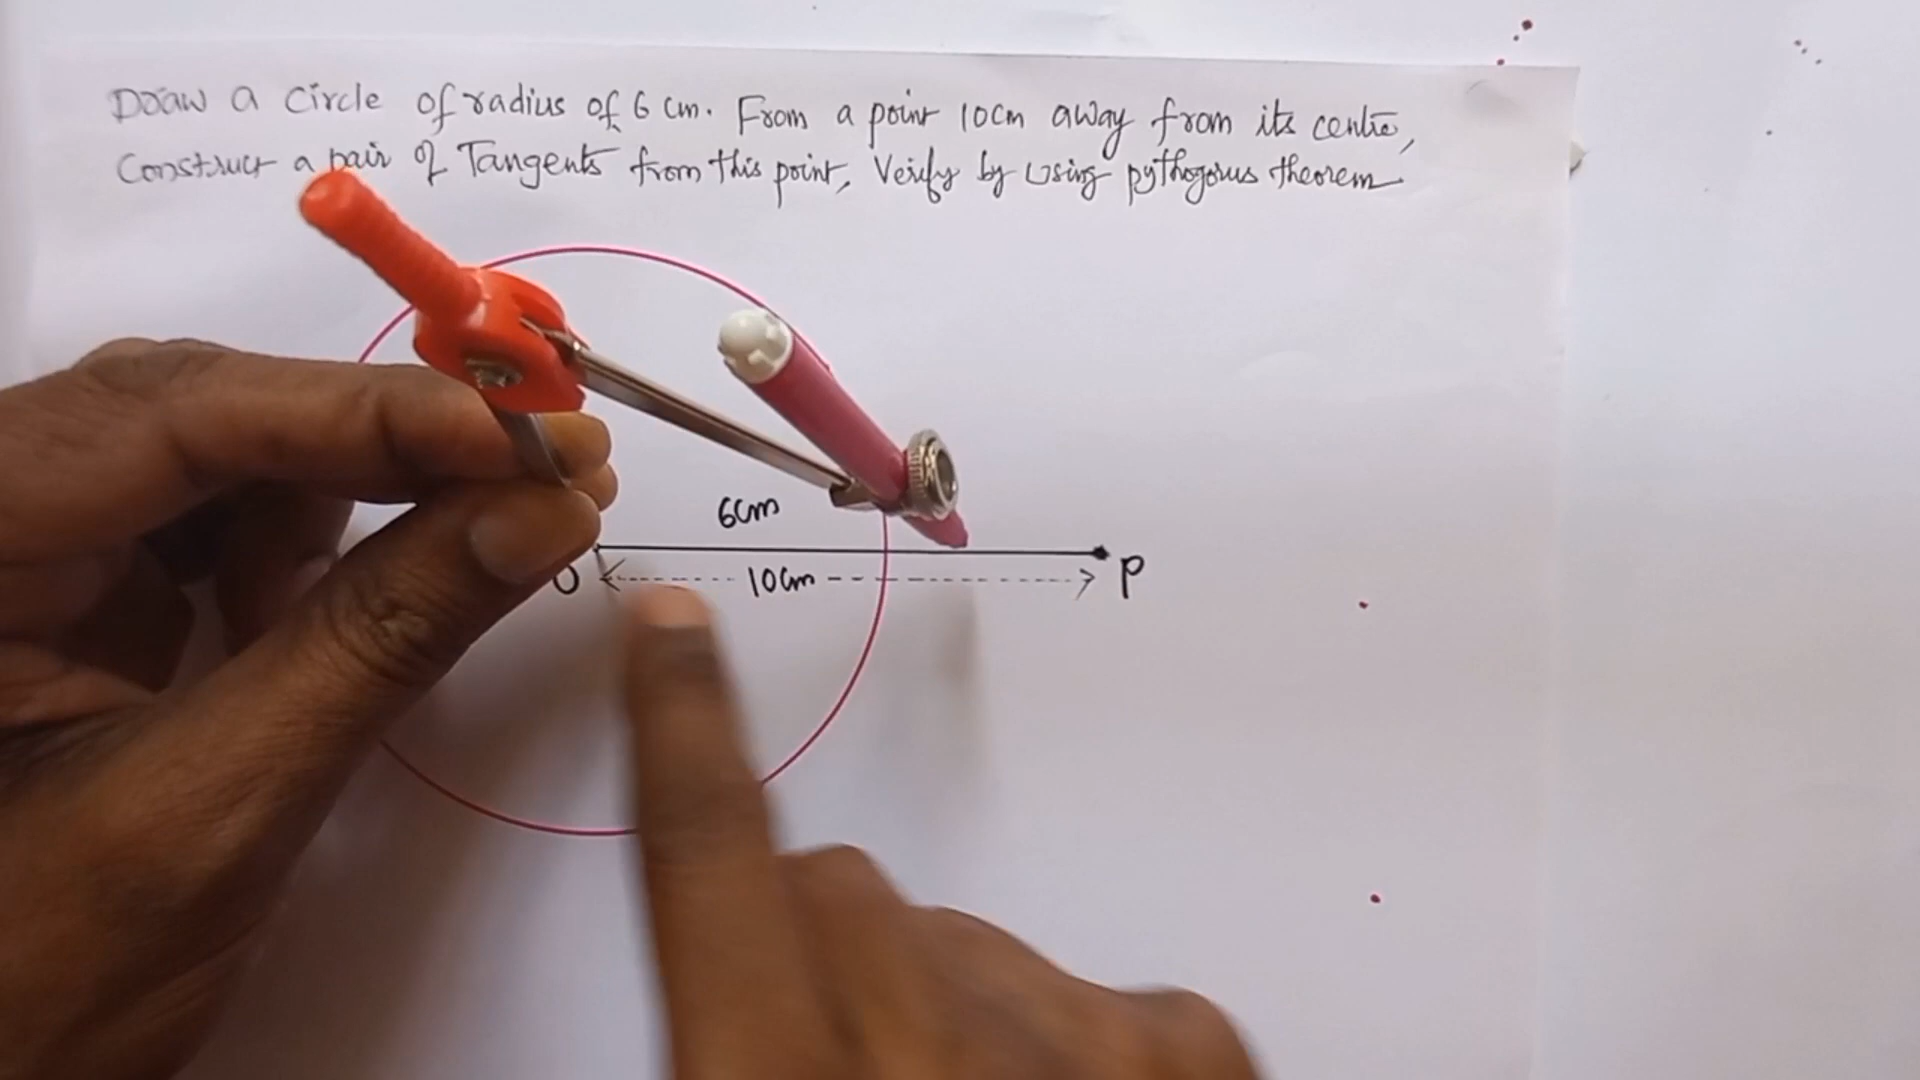 Draw a Circle of radius of 6 cm. From a point 10cm away from its centre,
Construct a pair of Tangents from this point, Verify by Using pythogorus theorem
6cm
O
10cm
P